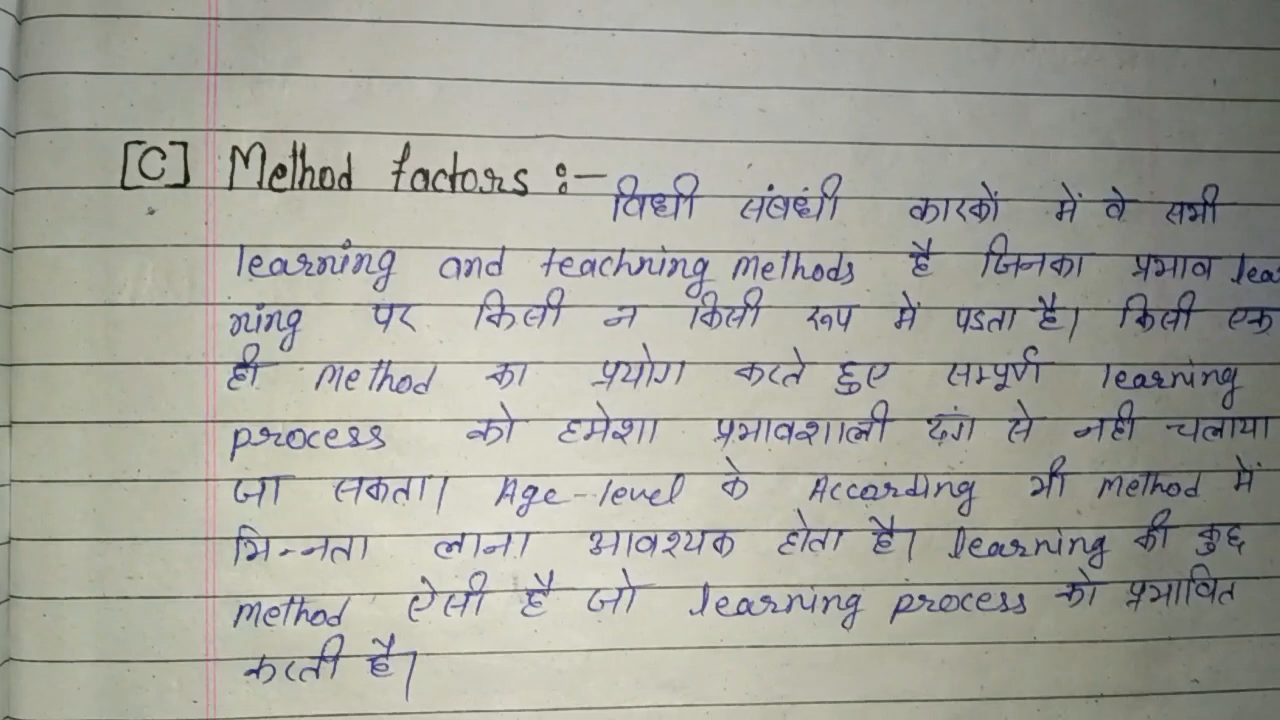 [C] Method factors :-
विधी संबंधी कारकों में वे सभी
learning and teachning methods है जिनका प्रभाव lea
rning पर किसी न किसी रूप में पडता है। किसी एक
ही method का प्रयोग करते हुए सम्पूर्ण learning
process को हमेशा प्रभावशाली ढंग से नही चलाया
जा सकता। Age-level के According भी method में
भिन्नता लाना आवश्यक होता है। learning की कुछ
method ऐसी है जो learning process को प्रभावित
करती है।